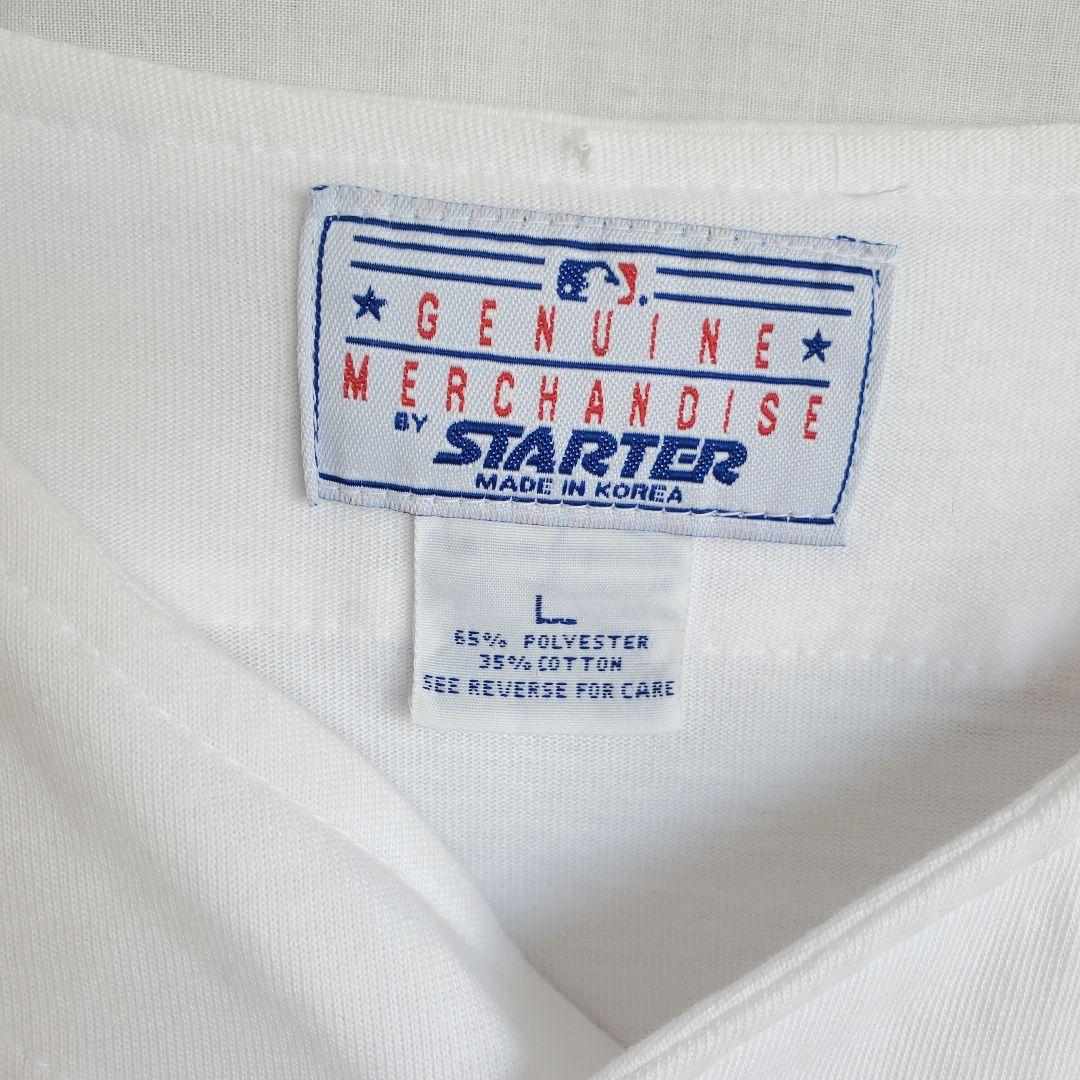 GENUINE
MERCHANDISE
BY STARTER
MADE IN KOREA
L
65% POLYESTER
35% COTTON
SEE REVERSE FOR CARE